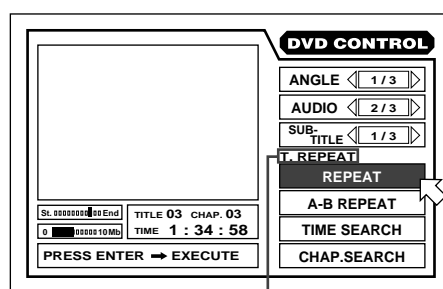 DVD CONTROL
ANGLE 1 / 3
AUDIO 2 / 3
SUB-
TITLE 1 / 3
T. REPEAT
REPEAT
A-B REPEAT
TIME SEARCH
CHAP.SEARCH
St. End
0 10Mb
TITLE 03 CHAP. 03
TIME 1 : 34 : 58
PRESS ENTER → EXECUTE